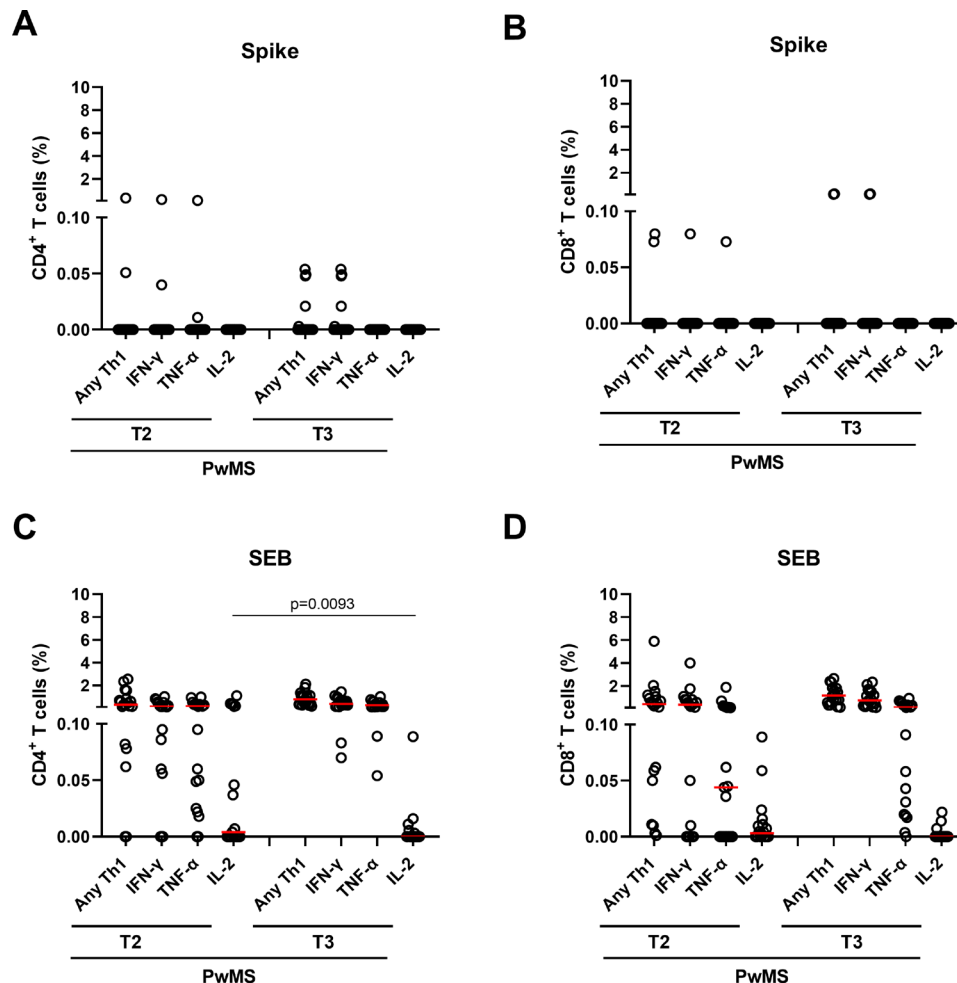 A
Spike
CD4+ T cells (%)
10
8
6
4
2
0.10
0.05
0.00
Any Th1
IFN-γ
TNF-α
IL-2
Any Th1
IFN-γ
TNF-α
IL-2
T2
T3
PwMS
B
Spike
CD8+ T cells (%)
10
8
6
4
2
0.10
0.05
0.00
Any Th1
IFN-γ
TNF-α
IL-2
Any Th1
IFN-γ
TNF-α
IL-2
T2
T3
PwMS
C
SEB
p=0.0093
CD4+ T cells (%)
10
8
6
4
2
0.10
0.05
0.00
Any Th1
IFN-γ
TNF-α
IL-2
Any Th1
IFN-γ
TNF-α
IL-2
T2
T3
PwMS
D
SEB
CD8+ T cells (%)
10
8
6
4
2
0.10
0.05
0.00
Any Th1
IFN-γ
TNF-α
IL-2
Any Th1
IFN-γ
TNF-α
IL-2
T2
T3
PwMS